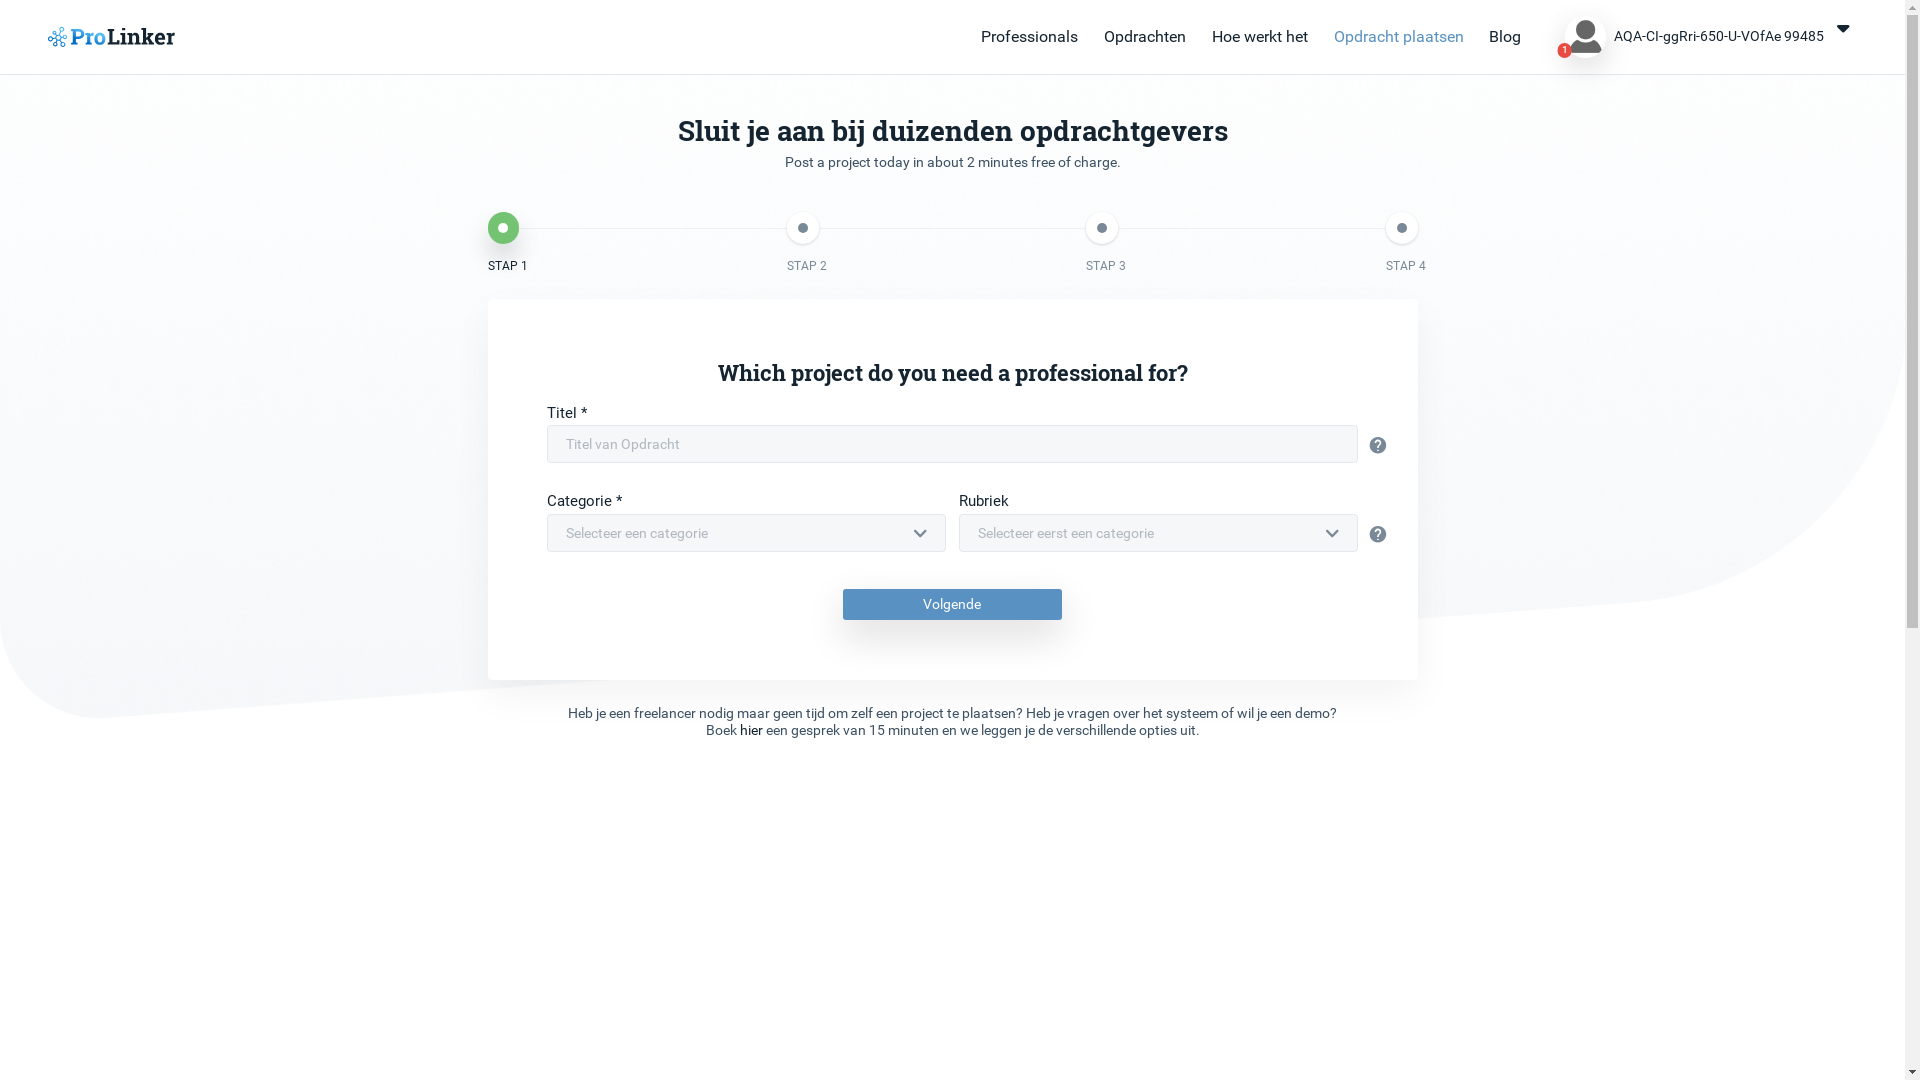 ProLinker
Professionals
Opdrachten
Hoe werkt het
Opdracht plaatsen
Blog
1
AQA-CI-ggRri-650-U-VOfAe 99485
Sluit je aan bij duizenden opdrachtgevers
Post a project today in about 2 minutes free of charge.
STAP 1
STAP 2
STAP 3
STAP 4
Which project do you need a professional for?
Titel *
Titel van Opdracht
?
Categorie *
Rubriek
Selecteer een categorie
Selecteer eerst een categorie
?
Volgende
Heb je een freelancer nodig maar geen tijd om zelf een project te plaatsen? Heb je vragen over het systeem of wil je een demo?
Boek hier een gesprek van 15 minuten en we leggen je de verschillende opties uit.